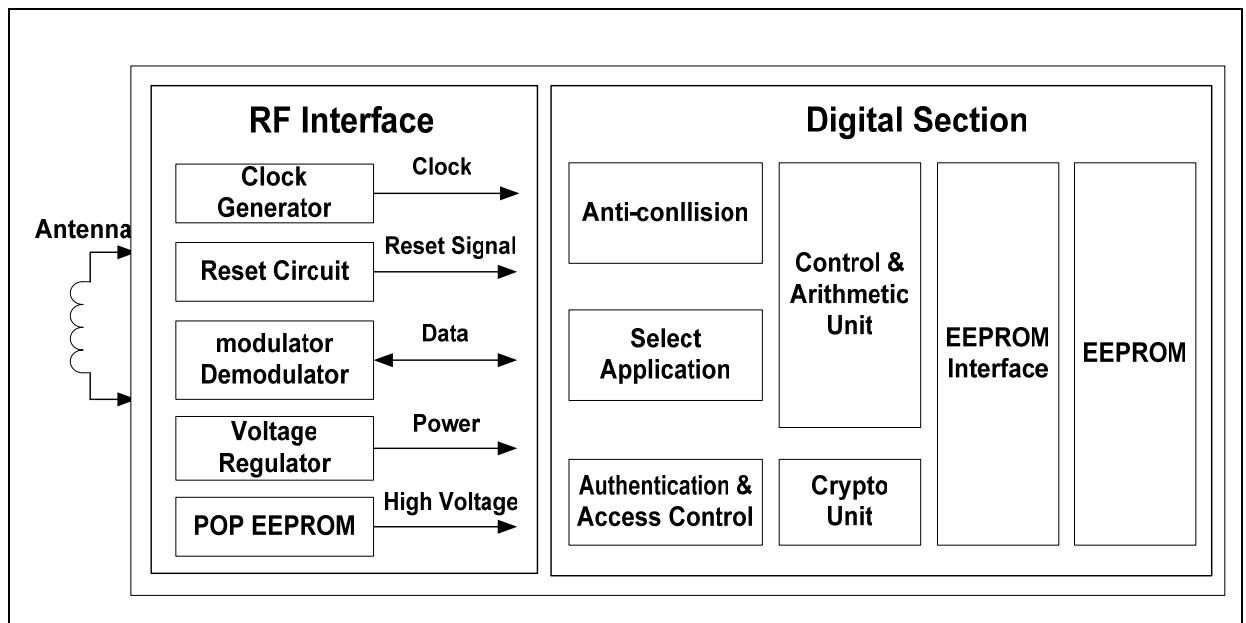 RF Interface
Digital Section
Antenna
Clock
Generator
Clock
Reset Circuit
Reset Signal
modulator
Demodulator
Data
Voltage
Regulator
Power
POP EEPROM
High Voltage
Anti-conllision
Select
Application
Authentication &
Access Control
Control &
Arithmetic
Unit
Crypto
Unit
EEPROM
Interface
EEPROM